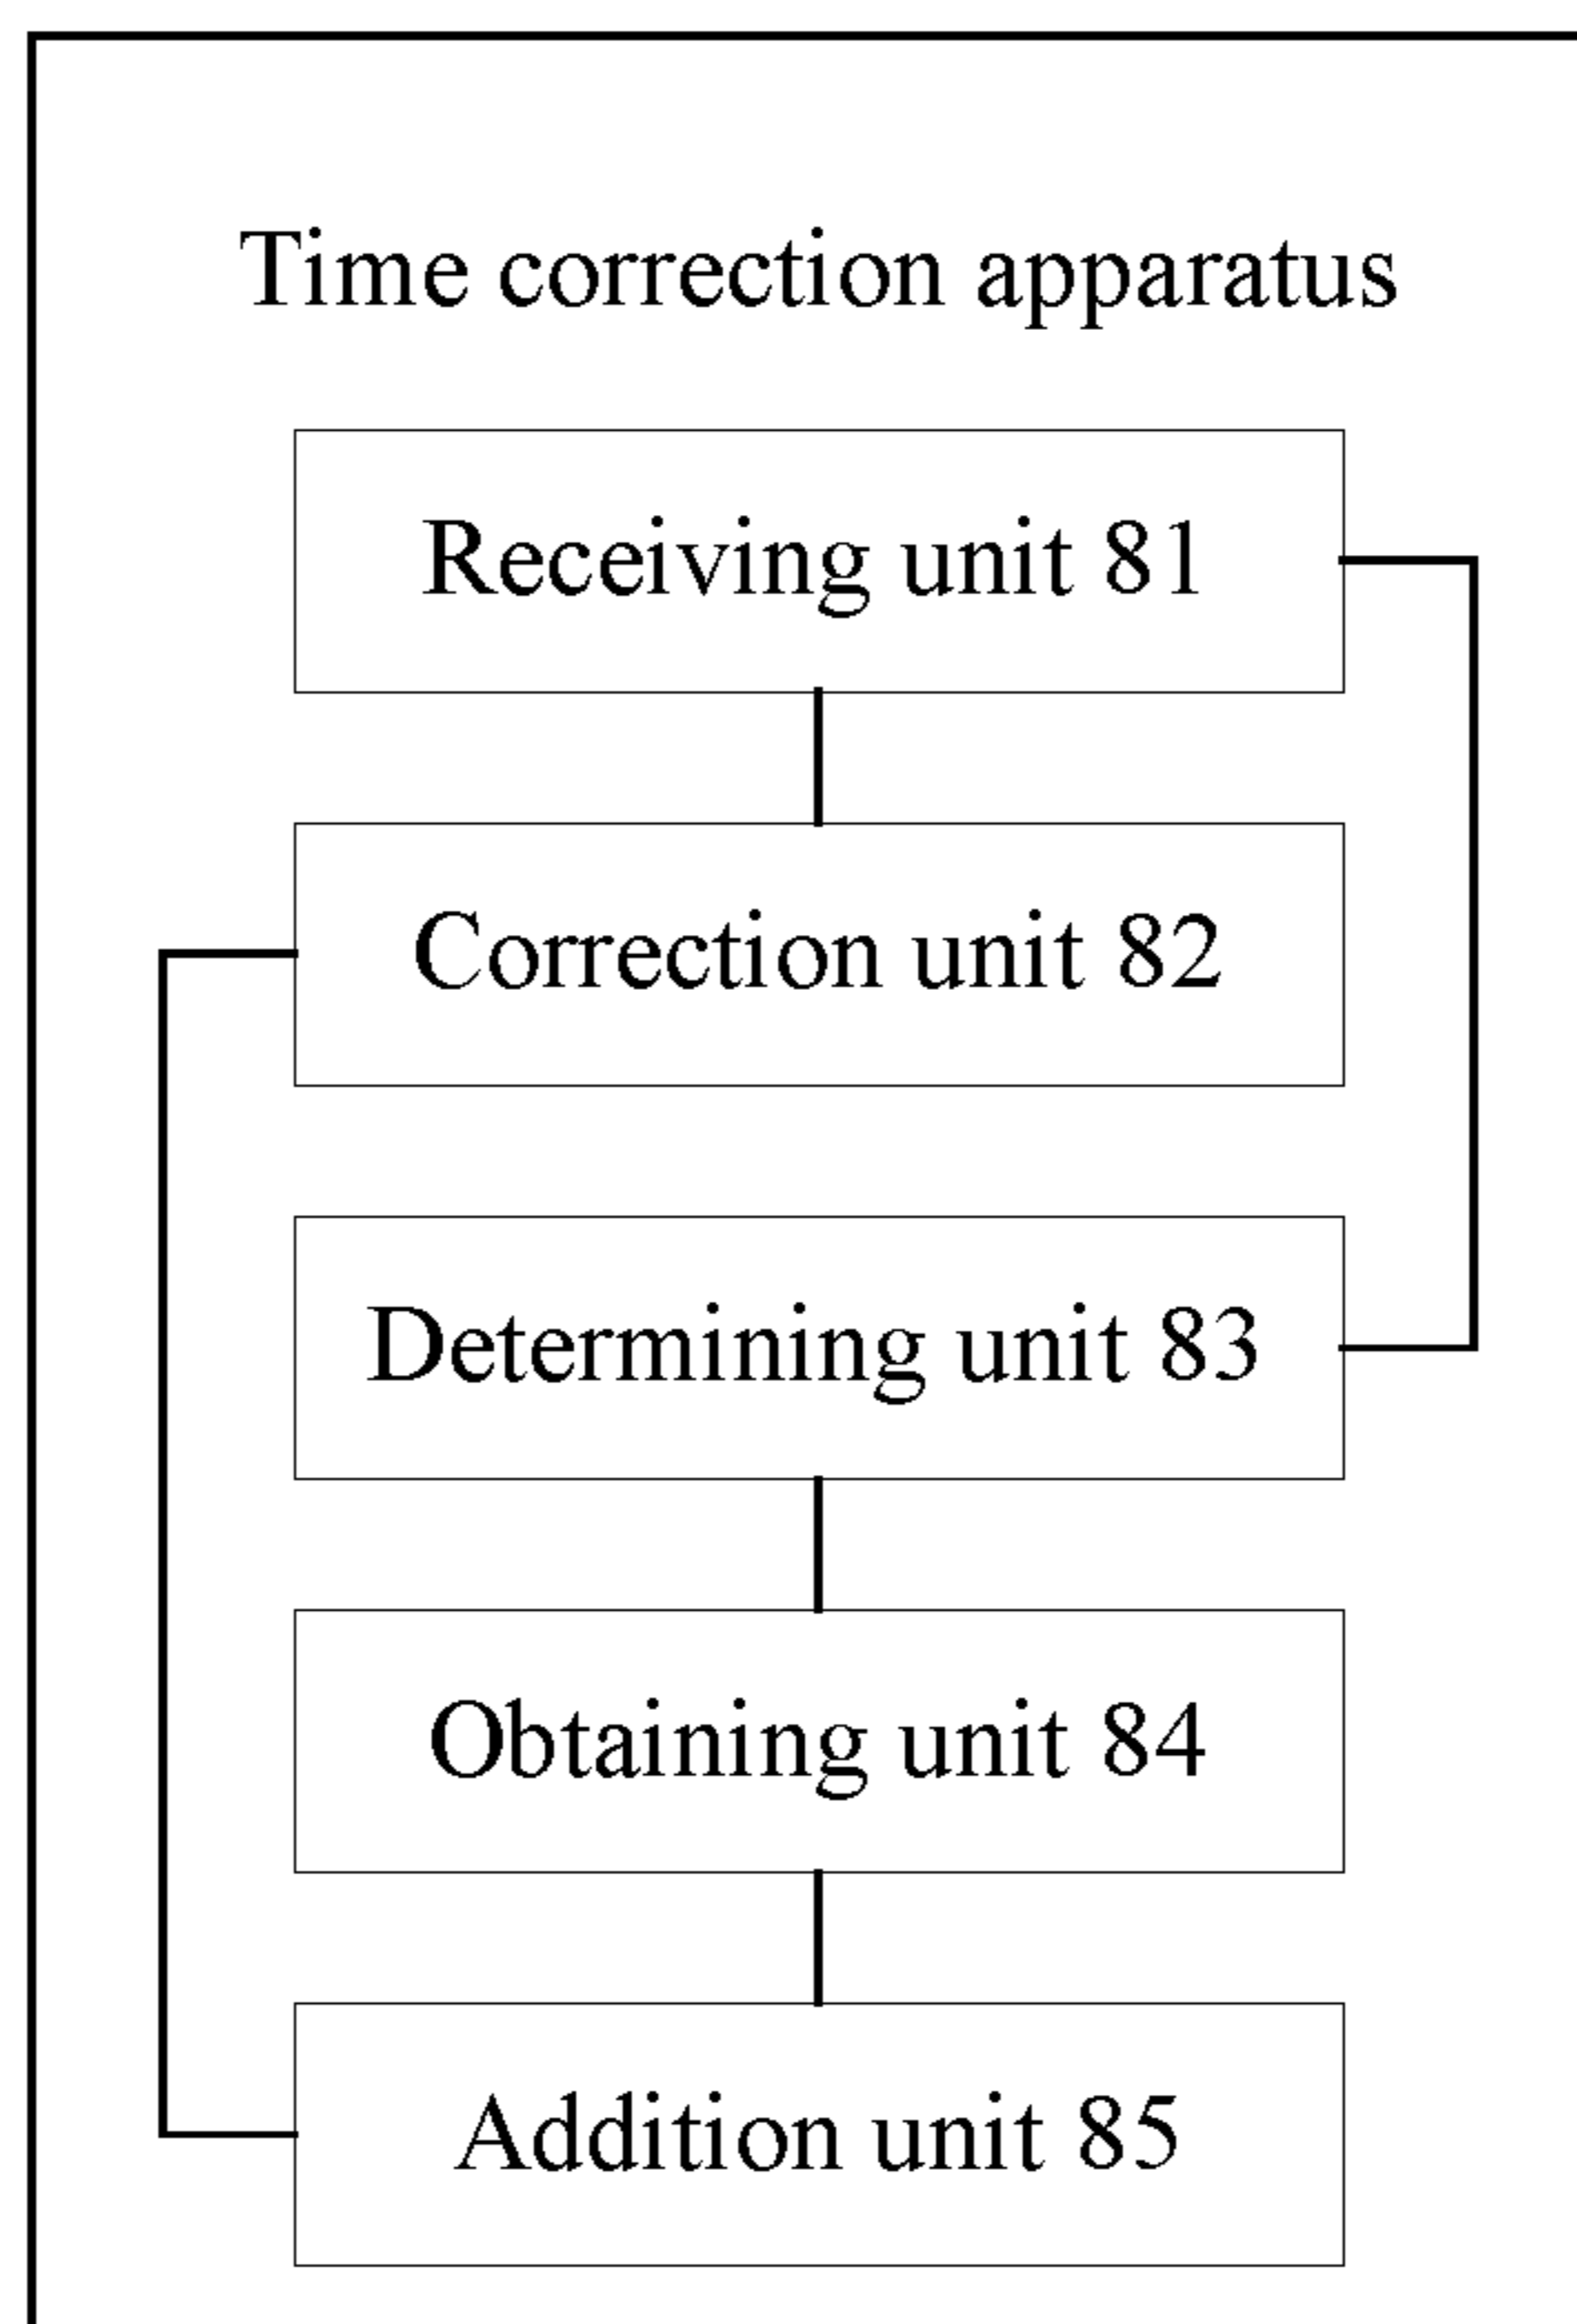 Time correction apparatus
Receiving unit 81
Correction unit 82
Determining unit 83
Obtaining unit 84
Addition unit 85